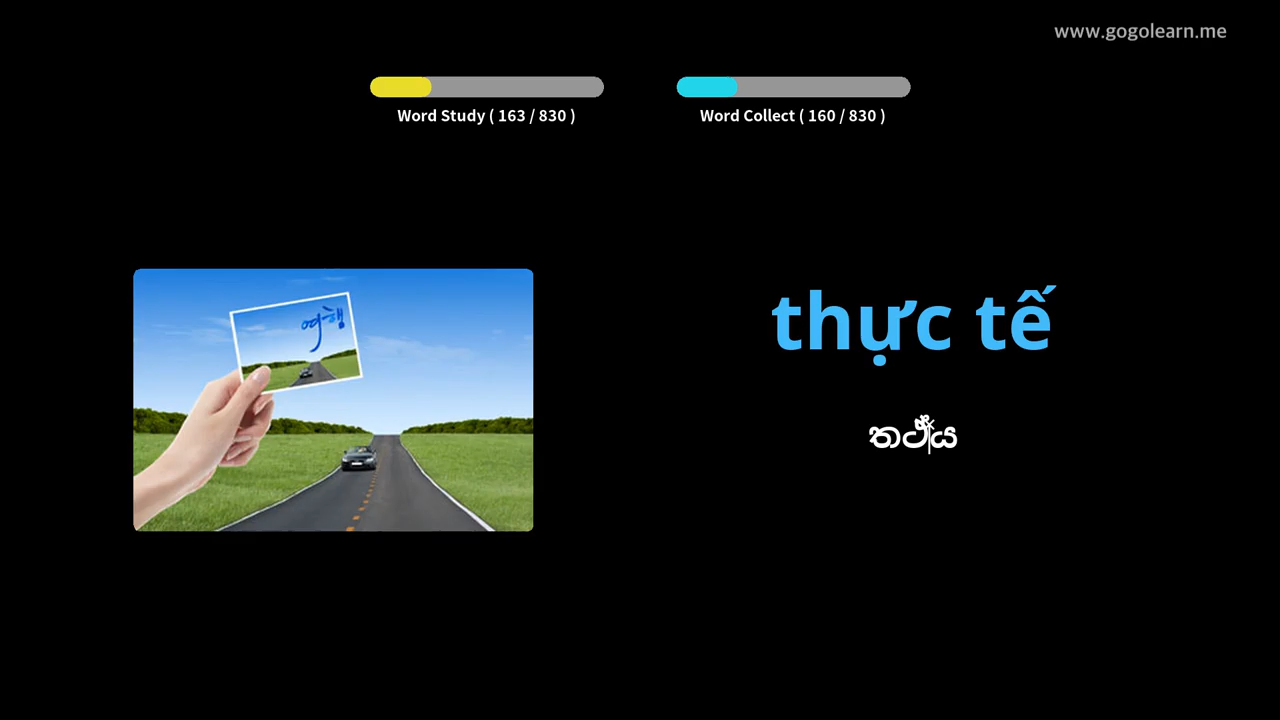 www.gogolearn.me
Word Study ( 163 / 830 )
Word Collect ( 160 / 830 )
여행
thực tế
තථ්‍ය